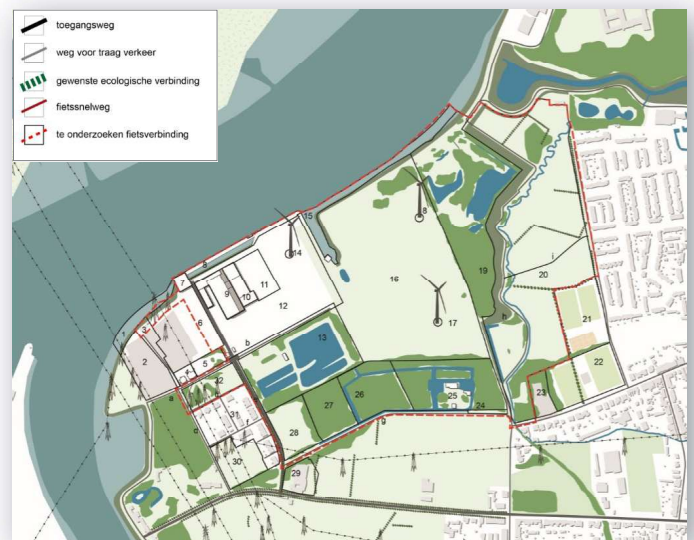 toegangsweg
weg voor traag verkeer
gewenste ecologische verbinding
fietssnelweg
te onderzoeken fietsverbinding
8
15
14
7
8
9
10
11
12
16
19
i
20
h
21
1
3
6
17
2
5
b
13
22
a
32
c
31
f
26
25
24
23
27
28
g
30
29